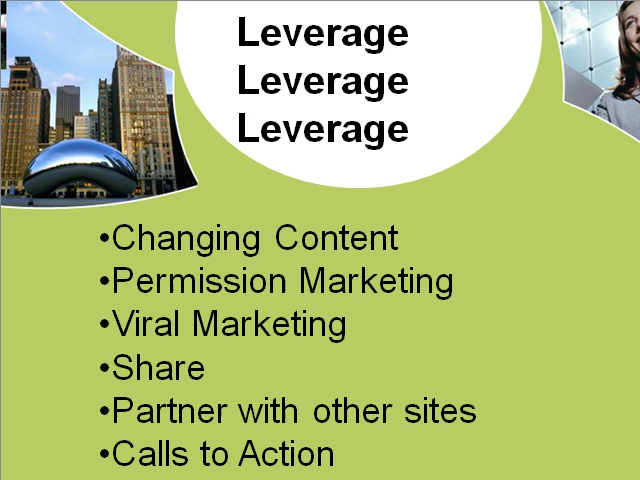 Leverage
Leverage
Leverage
•Changing Content
•Permission Marketing
•Viral Marketing
•Share
•Partner with other sites
•Calls to Action